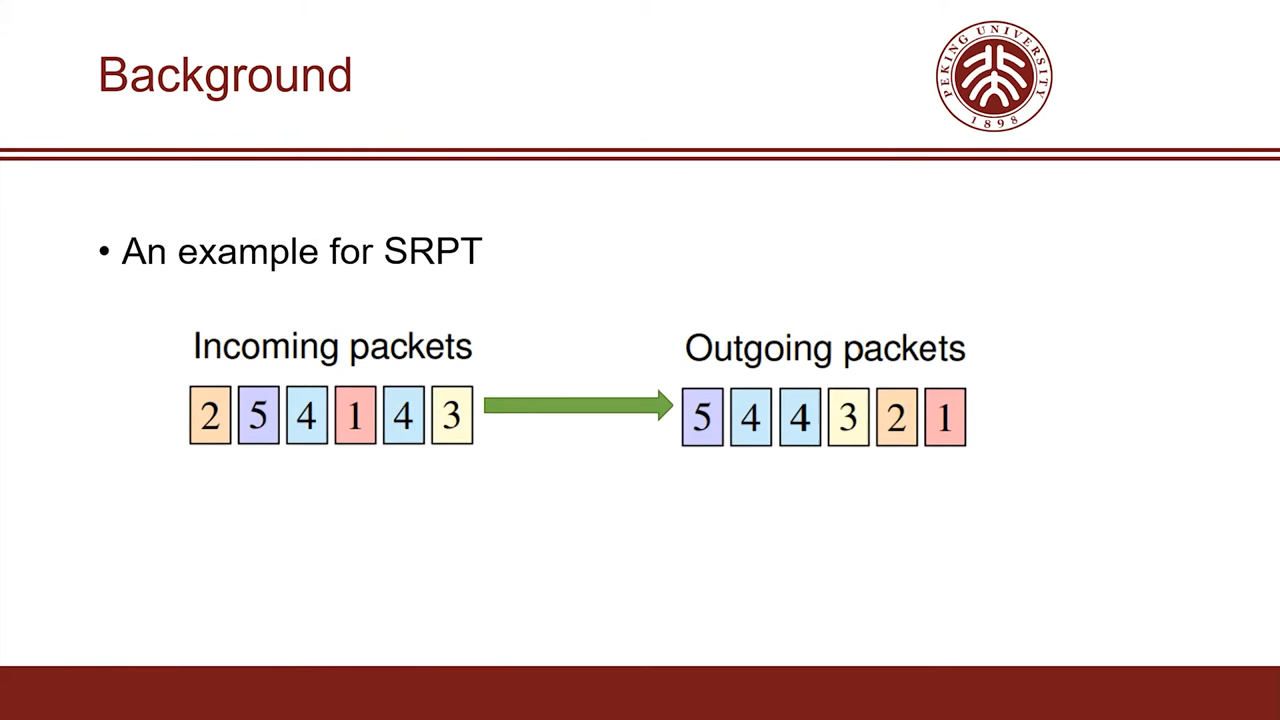 Background
PEKING UNIVERSITY
1898
• An example for SRPT
Incoming packets
2 5 4 1 4 3
Outgoing packets
5 4 4 3 2 1